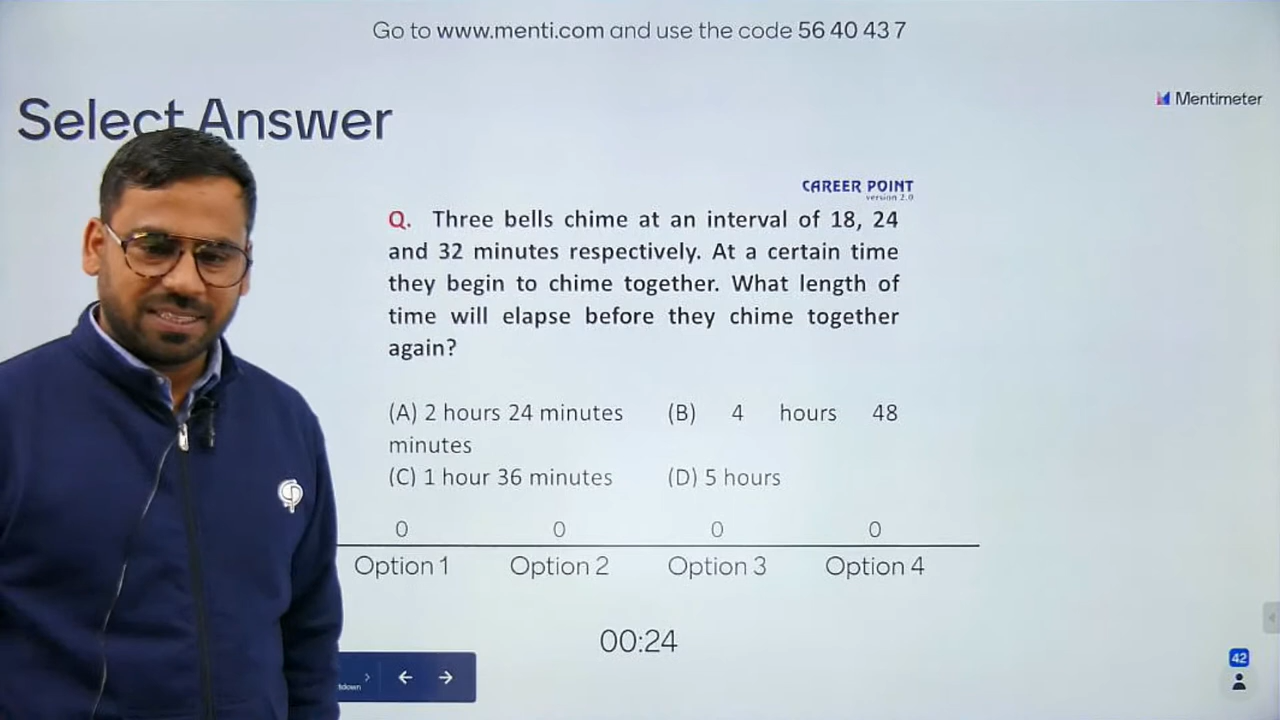 Go to www.menti.com and use the code 56 40 43 7
Select Answer
Mentimeter
CAREER POINT
version 2.0
Q. Three bells chime at an interval of 18, 24
and 32 minutes respectively. At a certain time
they begin to chime together. What length of
time will elapse before they chime together
again?
(A) 2 hours 24 minutes (B) 4 hours 48
minutes
(C) 1 hour 36 minutes (D) 5 hours
0 0 0 0
Option 1 Option 2 Option 3 Option 4
00:24
42